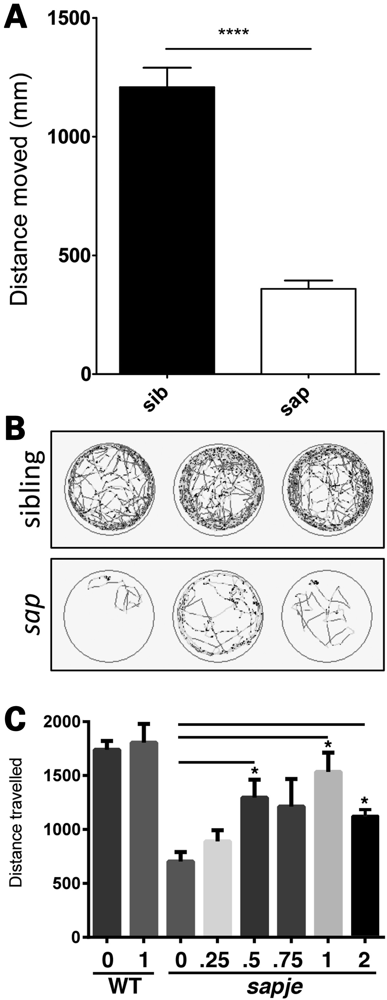 A
1500
****
1000
500
0
Distance moved (mm)
sib
sap
B
sibling
sap
C
2000
1500
1000
500
0
Distance travelled
*
*
*
0 1 0 .25 .5 .75 1 2
WT sapje